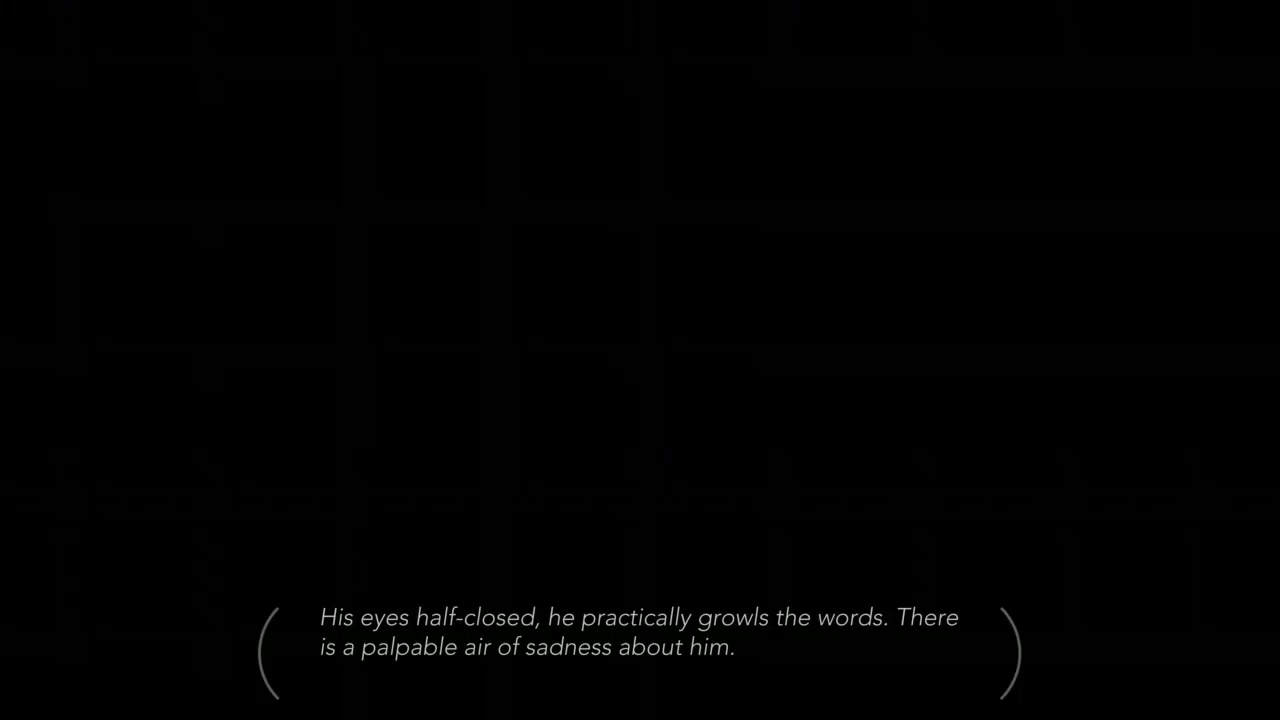 His eyes half-closed, he practically growls the words. There
is a palpable air of sadness about him.